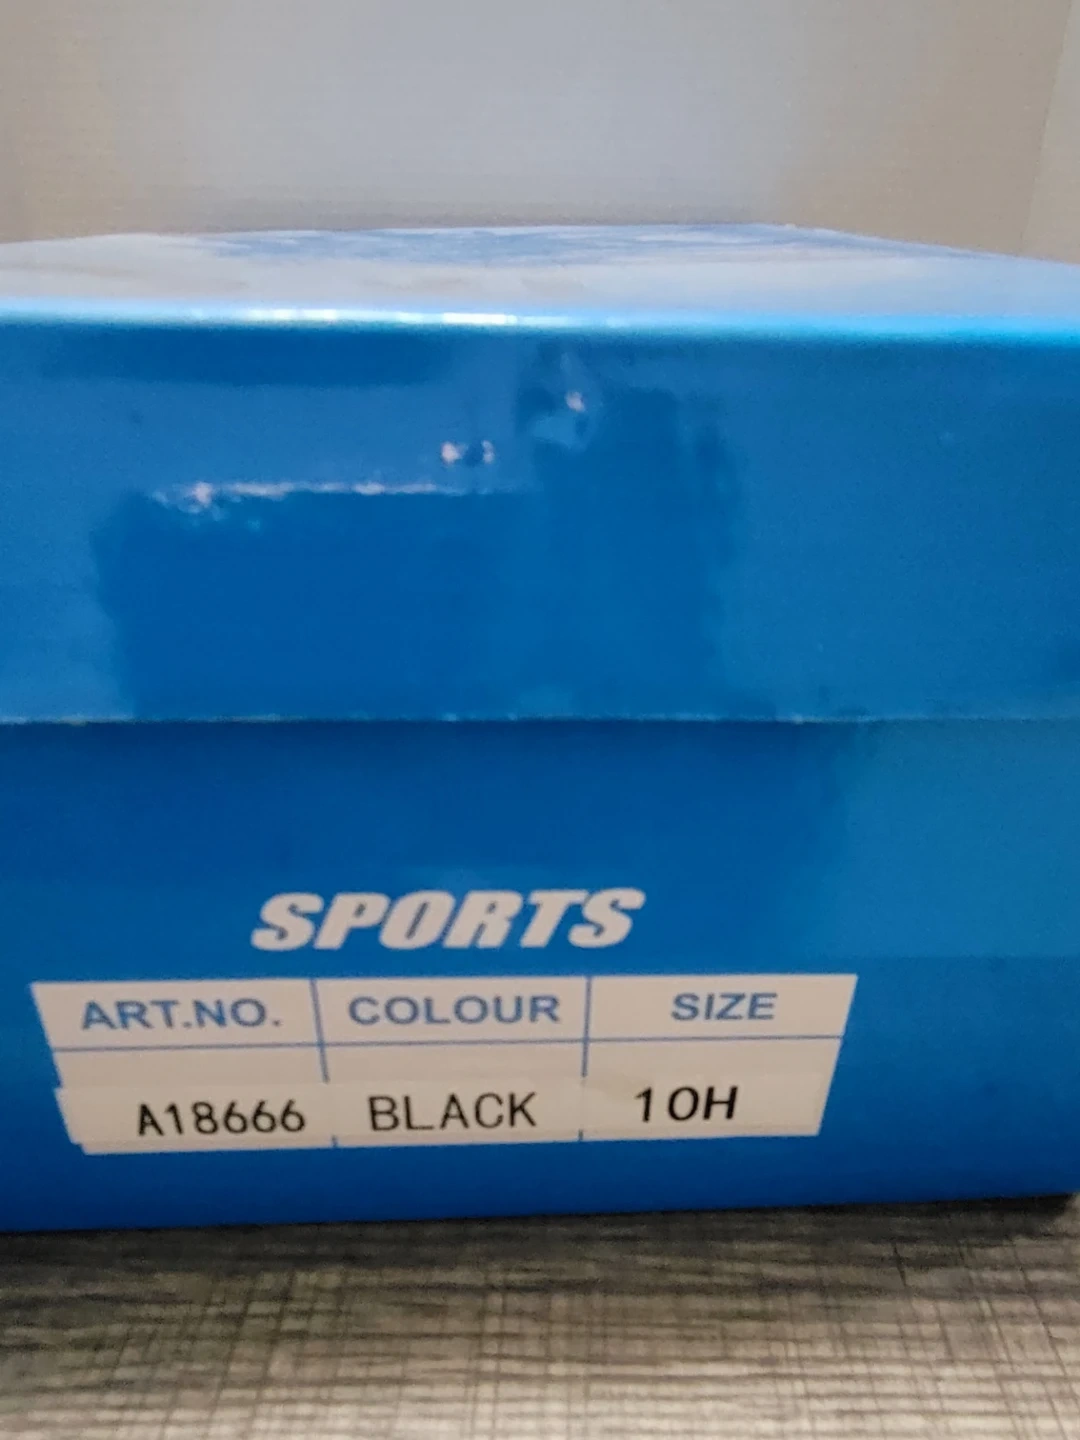 SPORTS
ART.NO. COLOUR SIZE
A18666 BLACK 10H